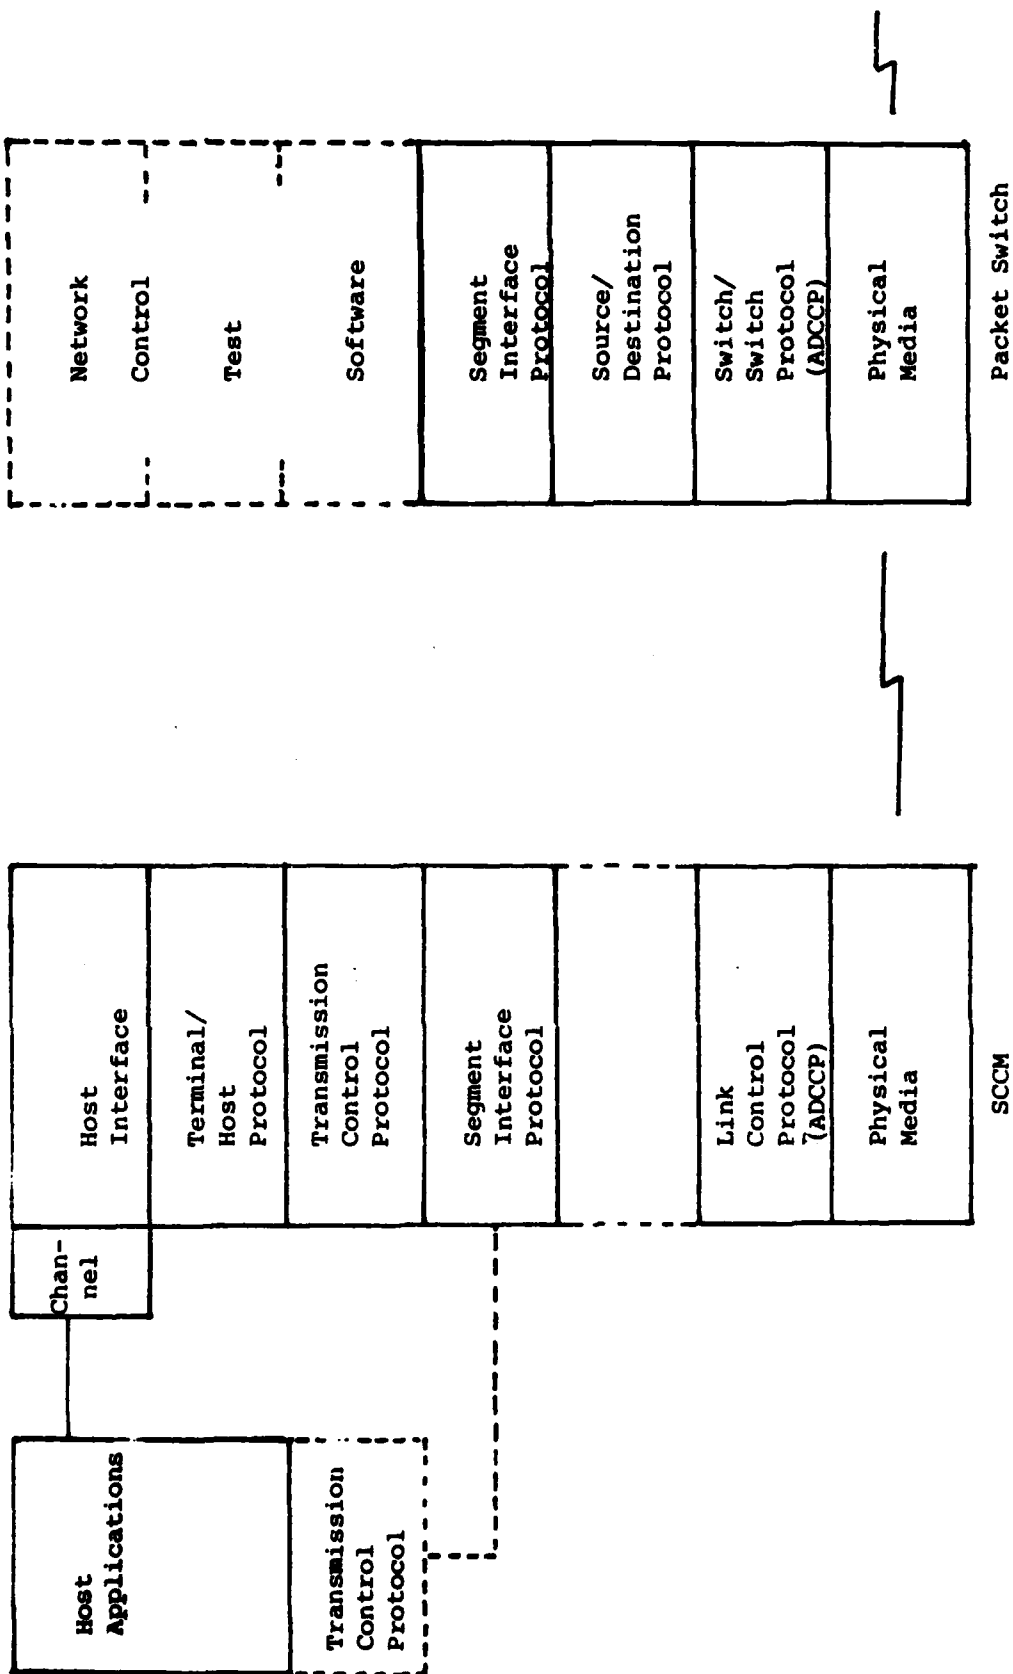 Host
Applications
Transmission
Control
Protocol
Chan-
nel
Host
Interface
Terminal/
Host
Protocol
Transmission
Control
Protocol
Segment
Interface
Protocol
Link
Control
Protocol
(ADCCP)
Physical
Media
SCCM
Network
Control
Test
Software
Segment
Interface
Protocol
Source/
Destination
Protocol
Switch/
Switch
Protocol
(ADCCP)
Physical
Media
Packet Switch